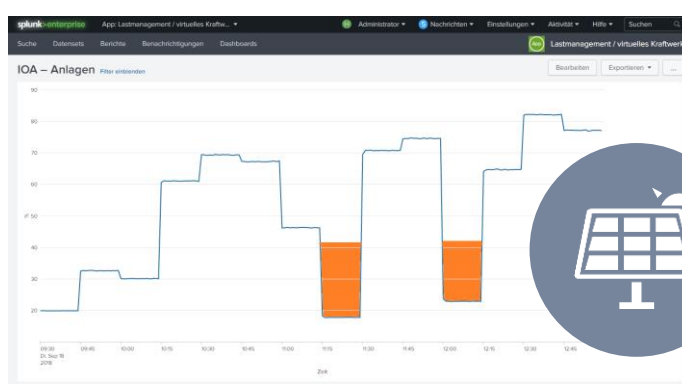 splunk>enterprise App: Lastmanagement / virtuelles Kraftw... Administrator Nachrichten Einstellungen Aktivität Hilfe Suchen
Suche Datensets Berichte Benachrichtigungen Dashboards App Lastmanagement / virtuelles Kraftwerk
IOA – Anlagen Filter einblenden Bearbeiten Exportieren ...
90
80
70
60
% 50
40
30
20
09:30 09:45 10:00 10:15 10:30 10:45 11:00 11:15 11:30 11:45 12:00 12:15 12:30 12:45
Di. Sep 18
2018
Zeit